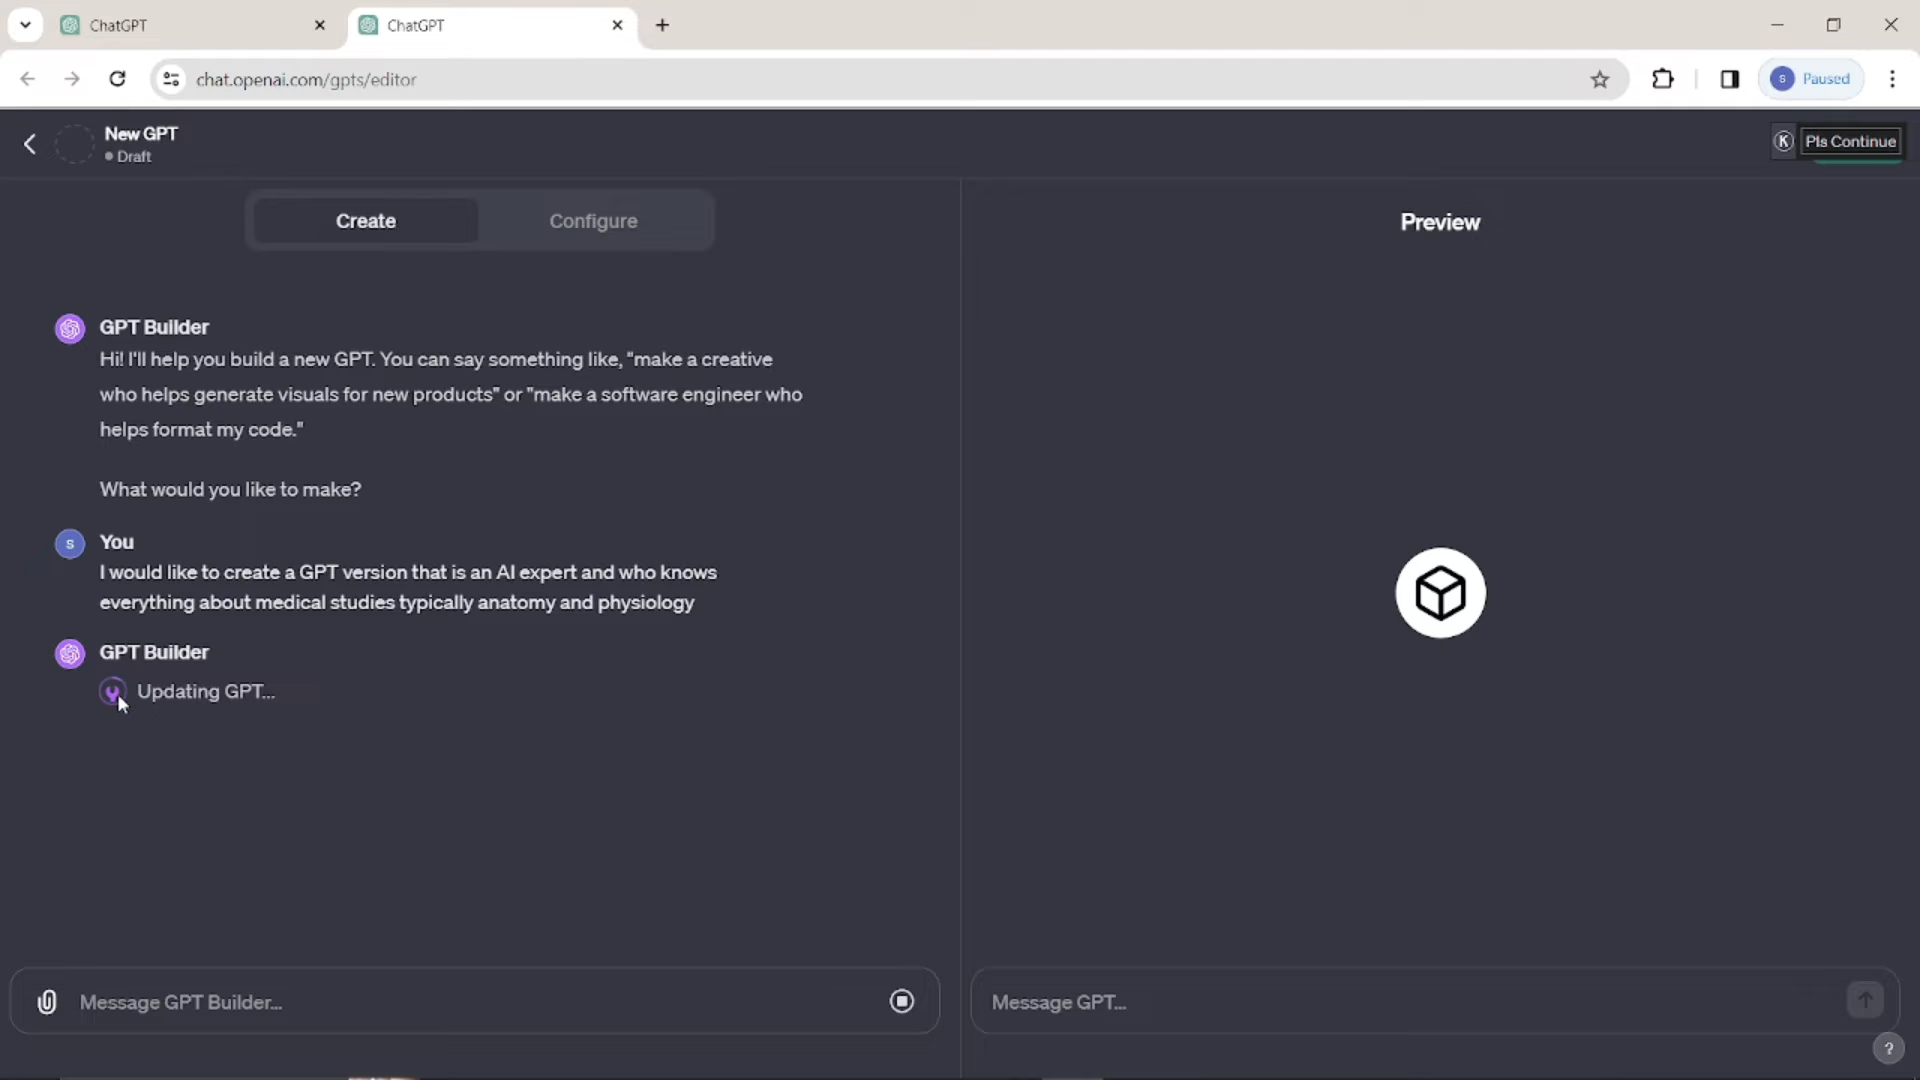 ChatGPT
ChatGPT
chat.openai.com/gpts/editor
S
Paused
New GPT
Draft
K
Pls Continue
Create
Configure
Preview
GPT Builder
Hi! I'll help you build a new GPT. You can say something like, "make a creative
who helps generate visuals for new products" or "make a software engineer who
helps format my code."
What would you like to make?
S
You
I would like to create a GPT version that is an AI expert and who knows
everything about medical studies typically anatomy and physiology
GPT Builder
Updating GPT...
Message GPT Builder...
Message GPT...
?